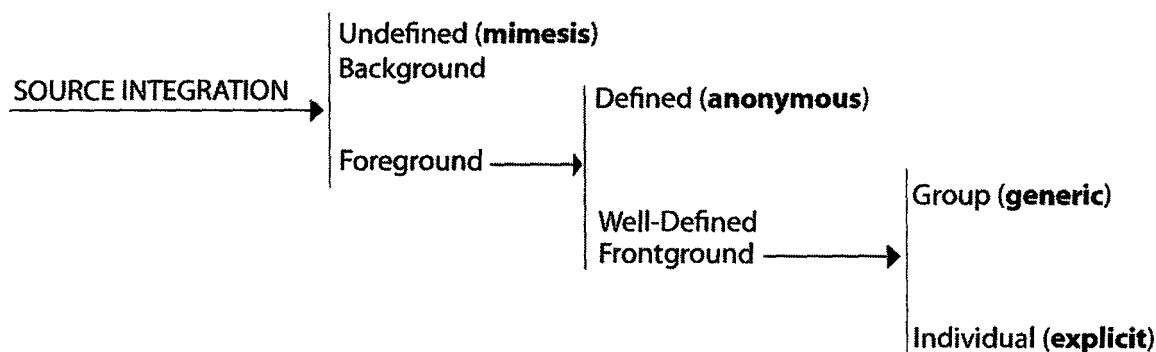 Undefined (mimesis)
Background
SOURCE INTEGRATION
Defined (anonymous)
Foreground
Group (generic)
Well-Defined
Frontground
Individual (explicit)